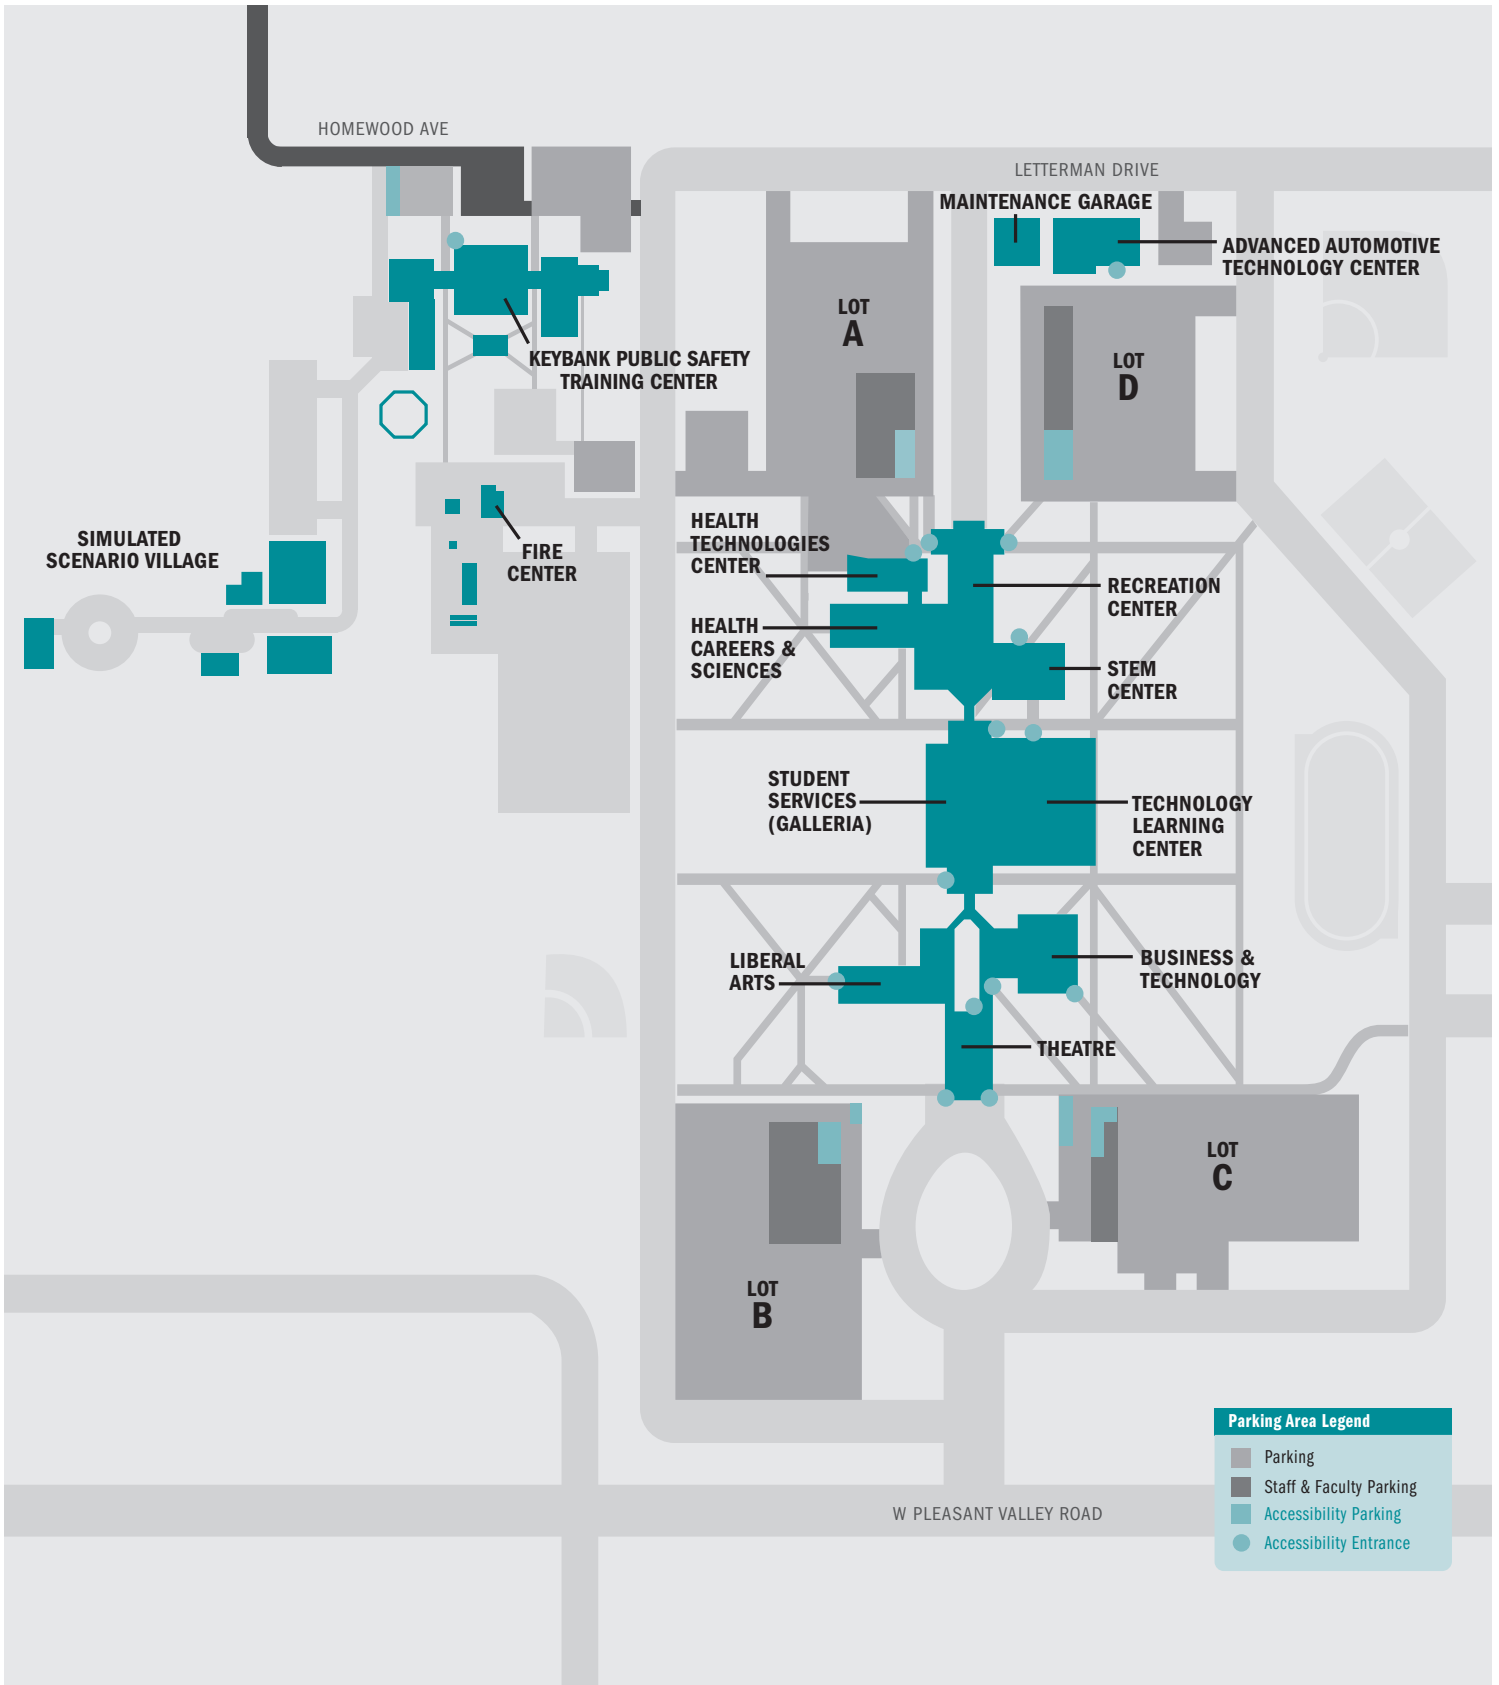 HOMEWOOD AVE
LETTERMAN DRIVE
MAINTENANCE GARAGE
ADVANCED AUTOMOTIVE
TECHNOLOGY CENTER
LOT
A
LOT
D
KEYBANK PUBLIC SAFETY
TRAINING CENTER
SIMULATED
SCENARIO VILLAGE
FIRE
CENTER
HEALTH
TECHNOLOGIES
CENTER
RECREATION
CENTER
HEALTH
CAREERS &
SCIENCES
STEM
CENTER
STUDENT
SERVICES
(GALLERIA)
TECHNOLOGY
LEARNING
CENTER
LIBERAL
ARTS
BUSINESS &
TECHNOLOGY
THEATRE
LOT
C
LOT
B
Parking Area Legend
Parking
Staff & Faculty Parking
Accessibility Parking
Accessibility Entrance
W PLEASANT VALLEY ROAD